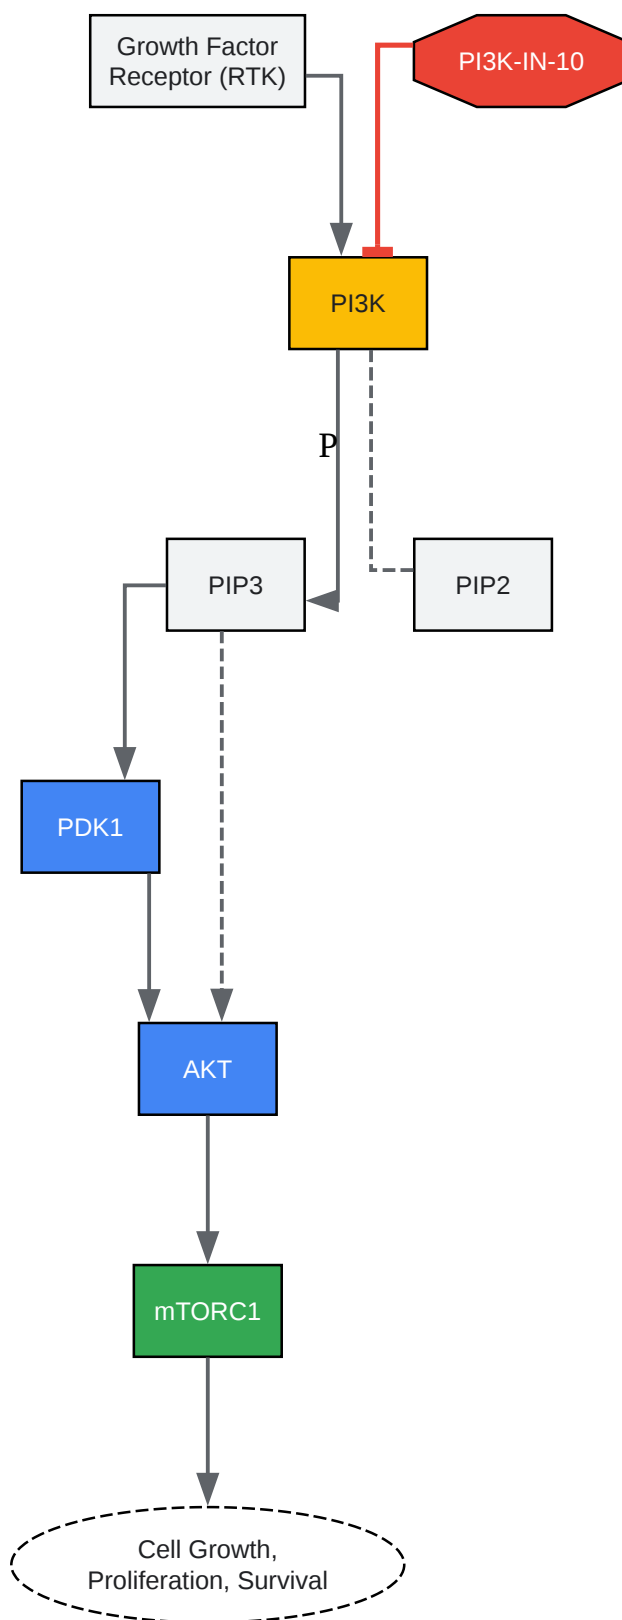 Growth Factor
Receptor (RTK)
PI3K-IN-10
PI3K
P
PIP3
PIP2
PDK1
AKT
mTORC1
Cell Growth,
Proliferation, Survival